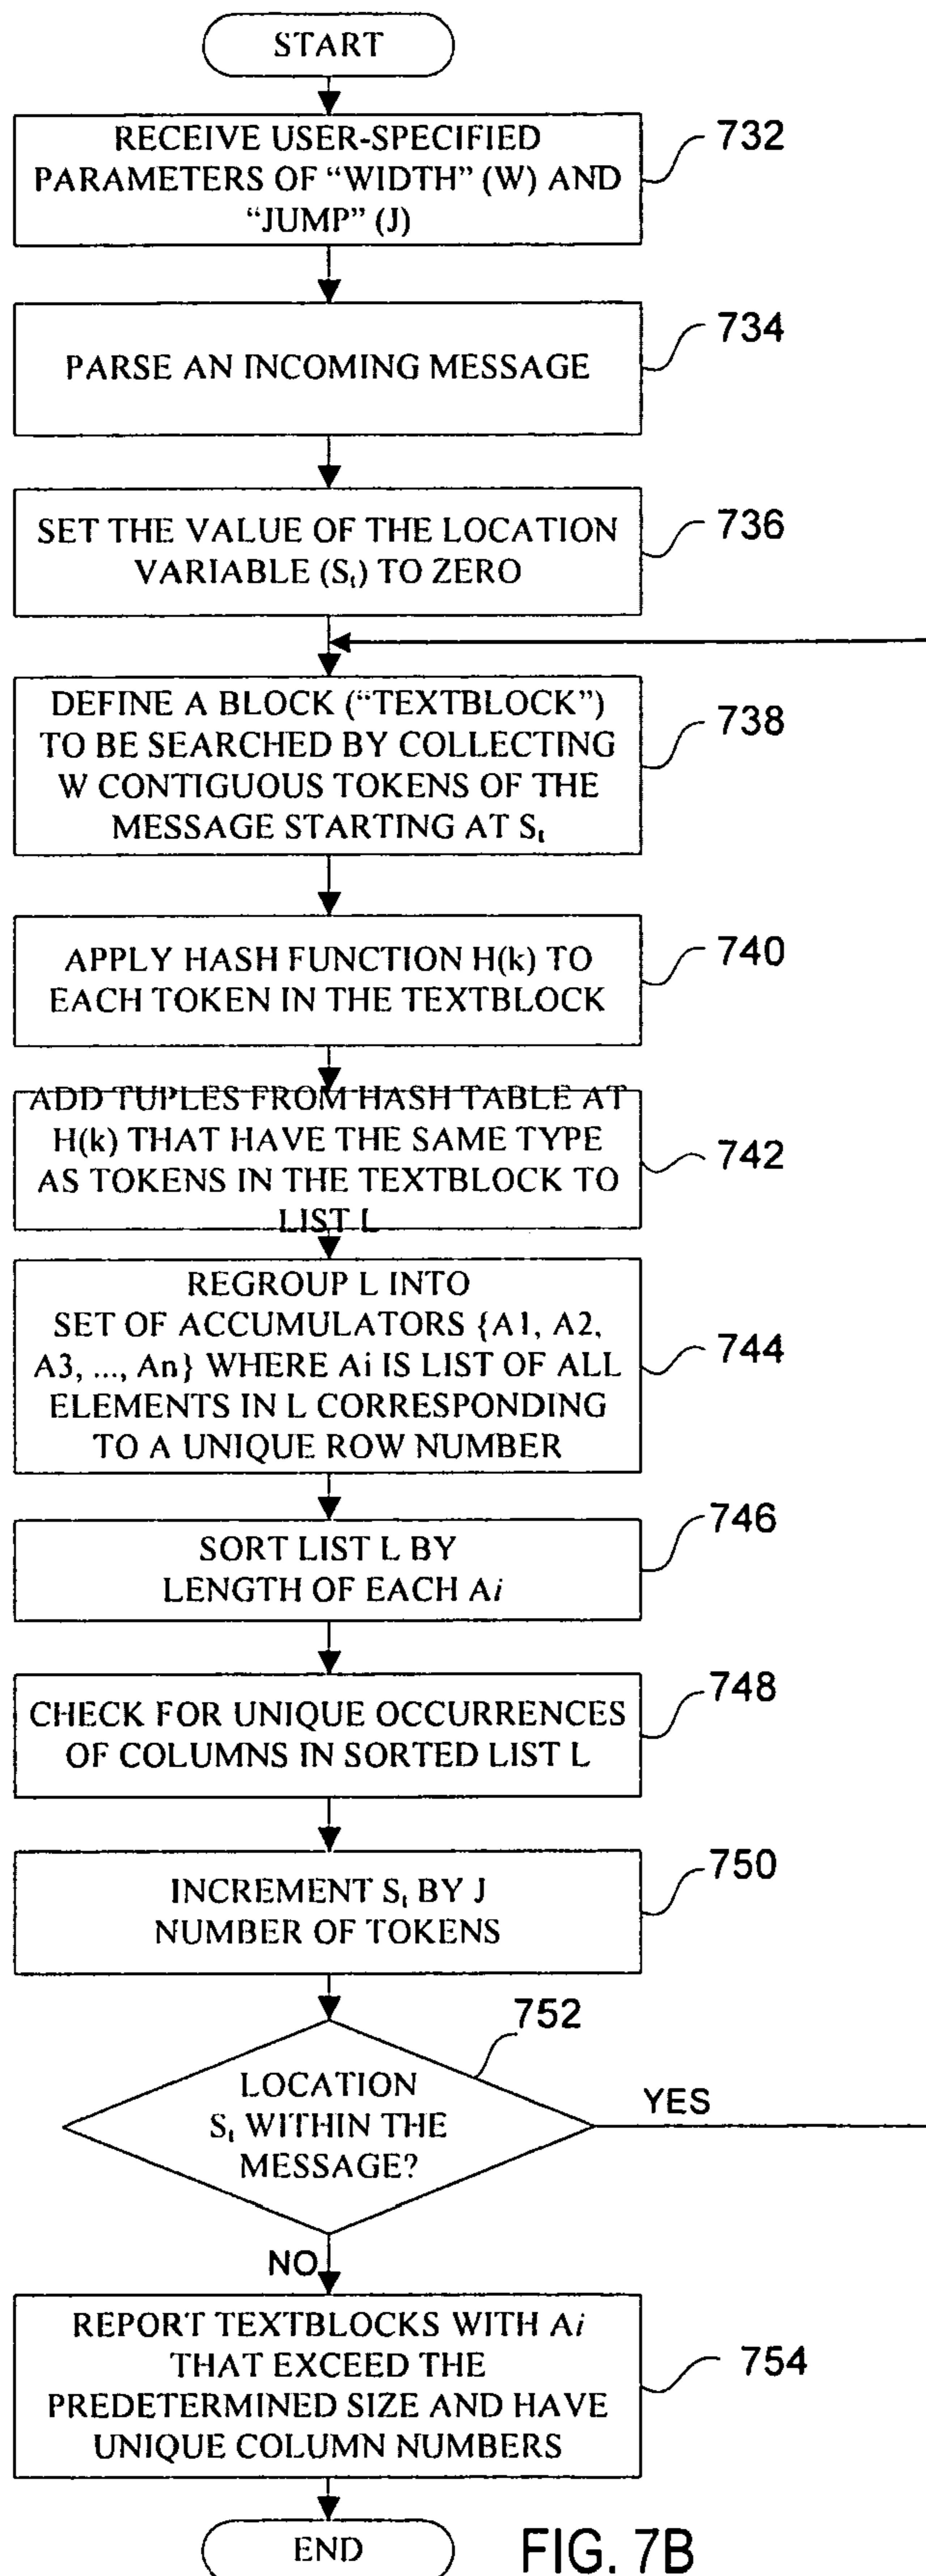 START
RECEIVE USER-SPECIFIED
PARAMETERS OF “WIDTH” (W) AND
“JUMP” (J)
732
PARSE AN INCOMING MESSAGE
734
SET THE VALUE OF THE LOCATION
VARIABLE (St) TO ZERO
736
DEFINE A BLOCK (“TEXTBLOCK”)
TO BE SEARCHED BY COLLECTING
W CONTIGUOUS TOKENS OF THE
MESSAGE STARTING AT St
738
APPLY HASH FUNCTION H(k) TO
EACH TOKEN IN THE TEXTBLOCK
740
ADD TUPLES FROM HASH TABLE AT
H(k) THAT HAVE THE SAME TYPE
AS TOKENS IN THE TEXTBLOCK TO
LIST L
742
REGROUP L INTO
SET OF ACCUMULATORS {A1, A2,
A3, ..., An} WHERE Ai IS LIST OF ALL
ELEMENTS IN L CORRESPONDING
TO A UNIQUE ROW NUMBER
744
SORT LIST L BY
LENGTH OF EACH Ai
746
CHECK FOR UNIQUE OCCURRENCES
OF COLUMNS IN SORTED LIST L
748
INCREMENT St BY J
NUMBER OF TOKENS
750
752
LOCATION
St WITHIN THE
MESSAGE?
YES
NO
REPORT TEXTBLOCKS WITH Ai
THAT EXCEED THE
PREDETERMINED SIZE AND HAVE
UNIQUE COLUMN NUMBERS
754
END
FIG. 7B